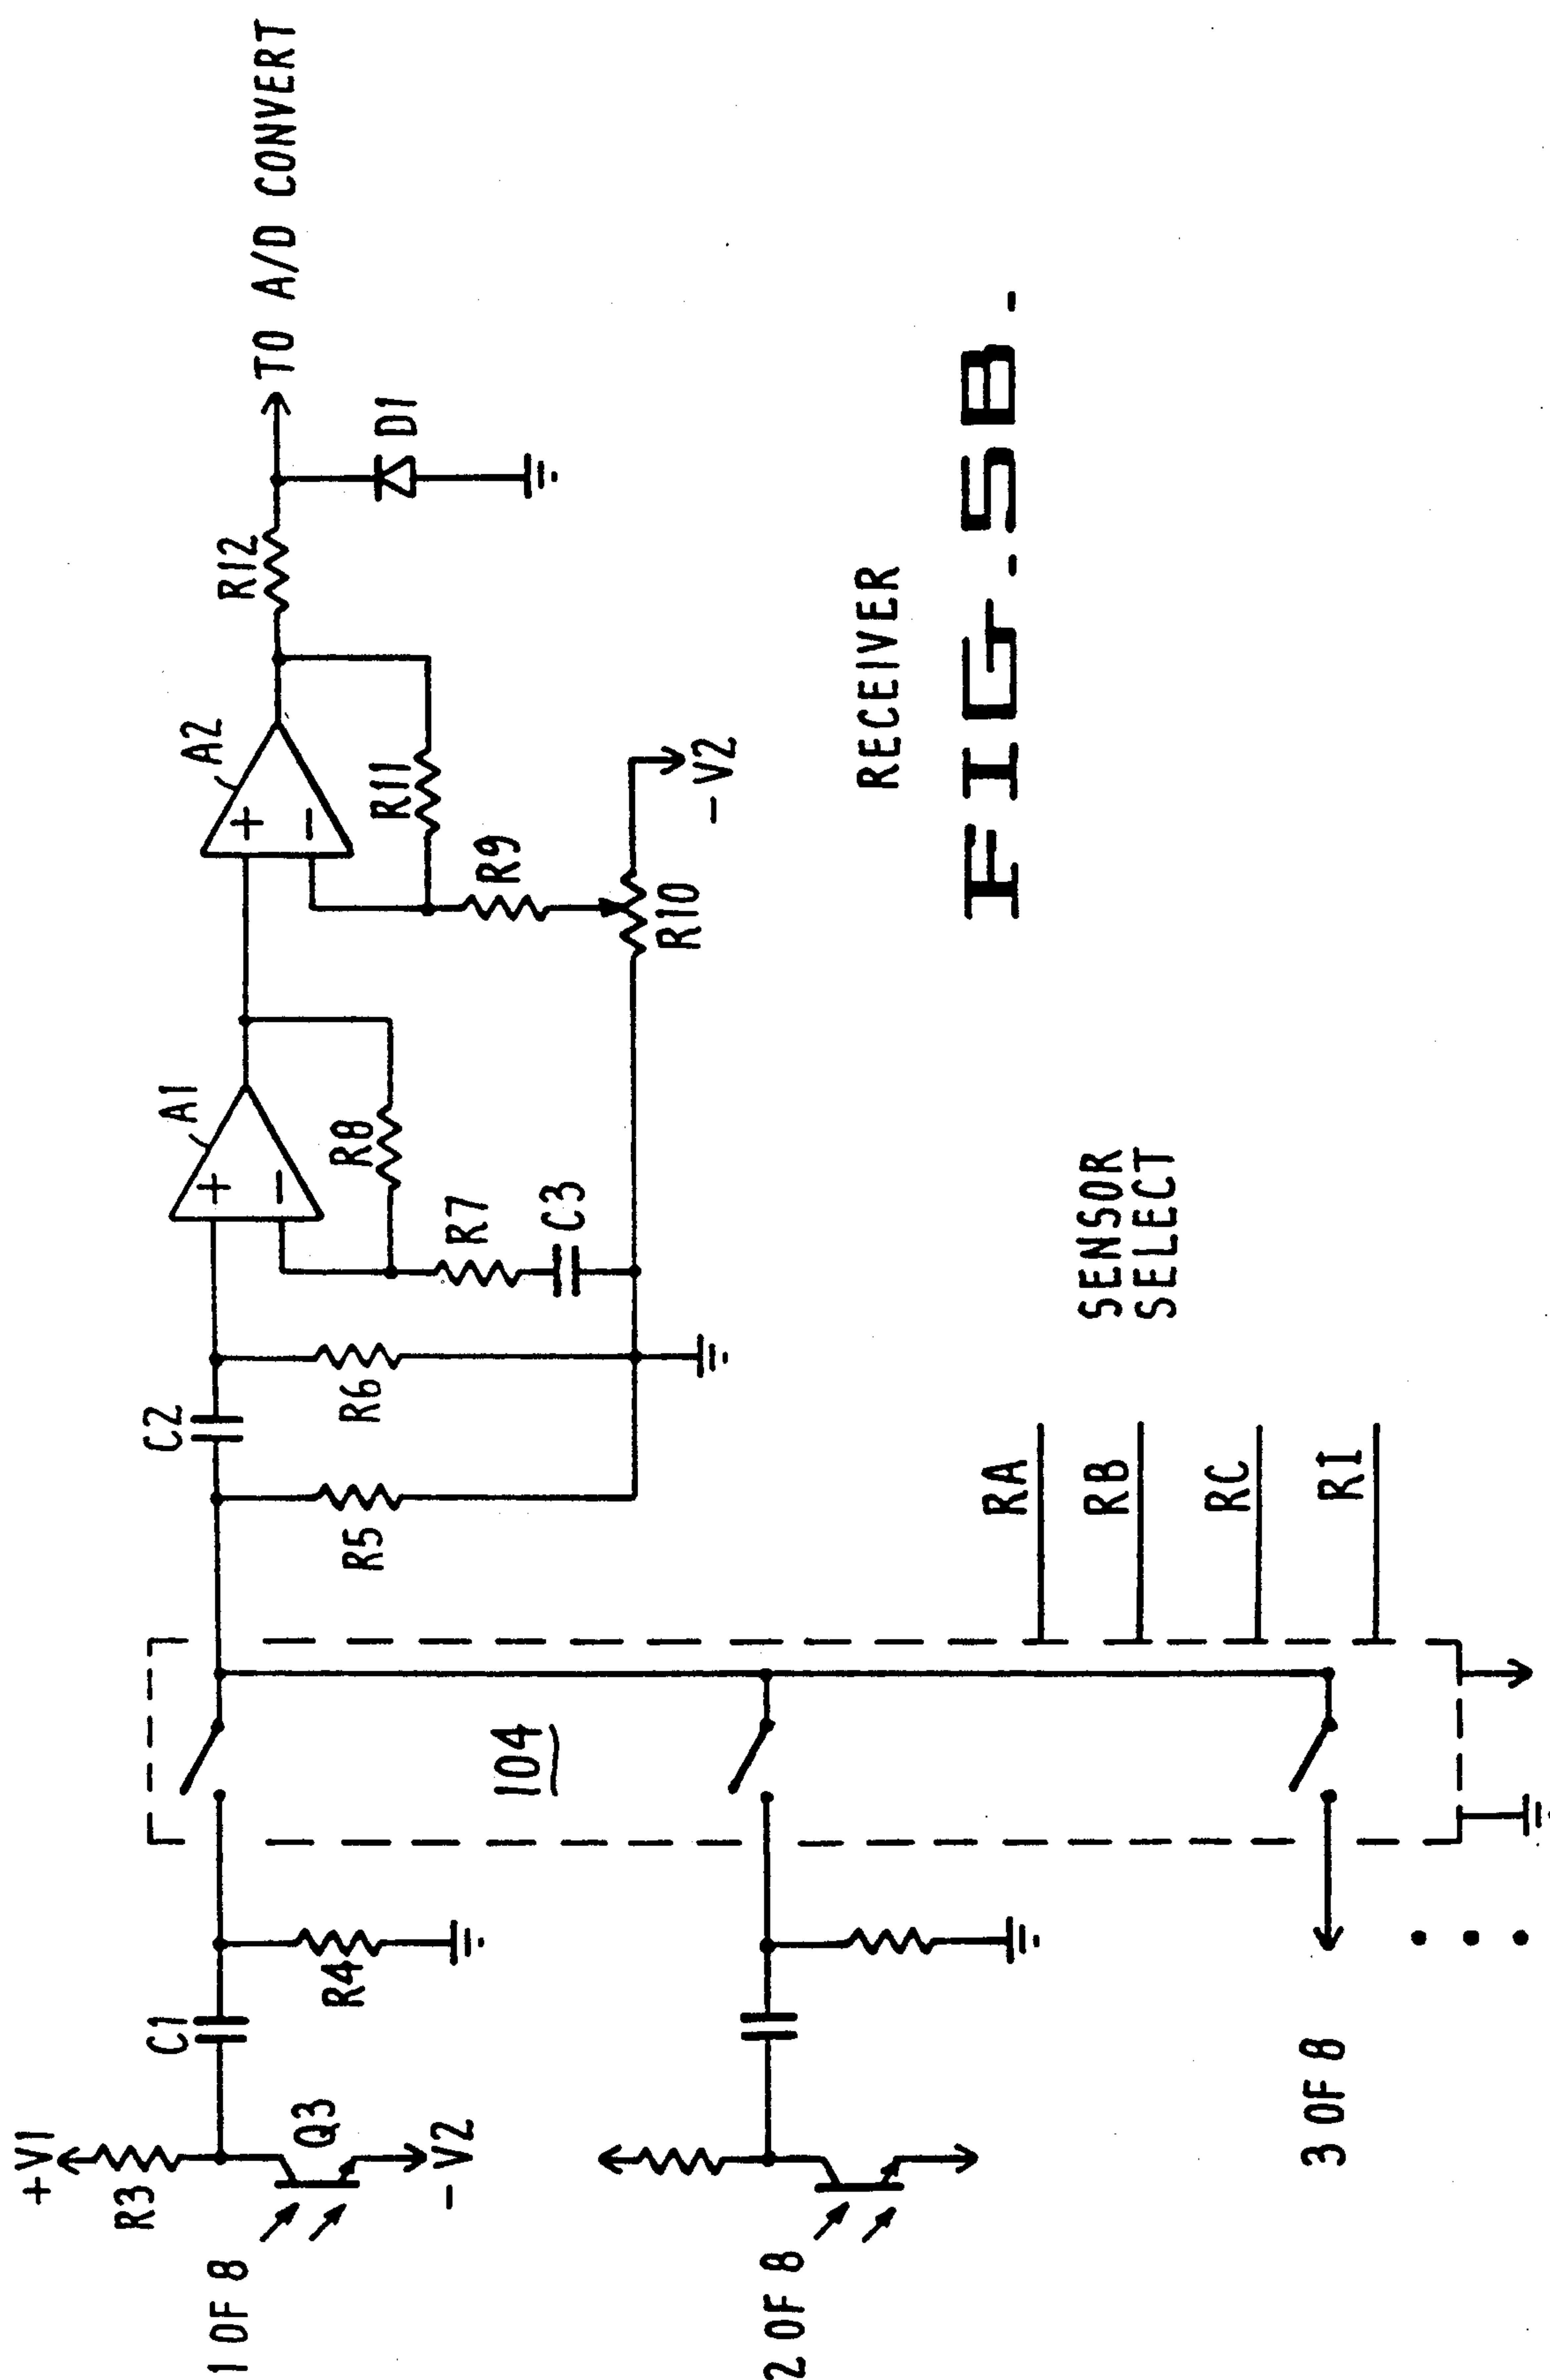 +V1
R3
1 OF 8
Q3
-V2
C1
R4
104
R5
C2
R6
A1
+
-
R7
R8
C3
A2
+
-
R9
R11
R10
-V2
R12
D1
TO A/D CONVERT
2 OF 8
3 OF 8
RA
RB
RC
RI
SENSOR
SELECT
RECEIVER
FIG-5B-